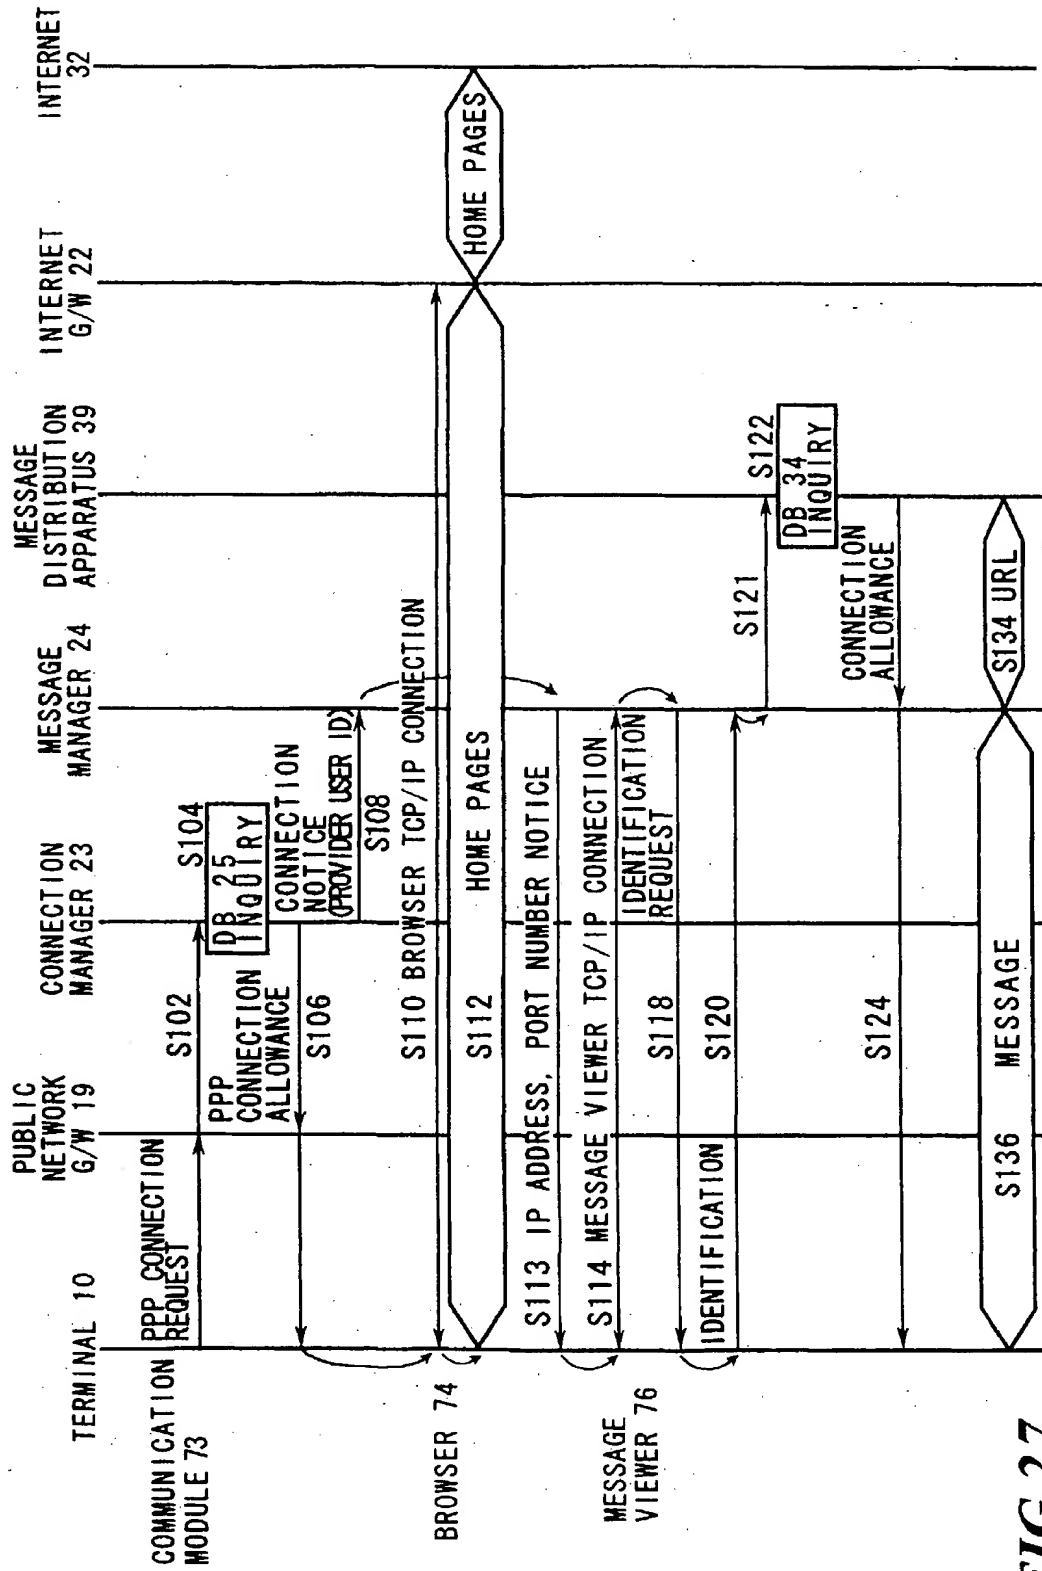 TERMINAL 10
PUBLIC
NETWORK
G/W 19
CONNECTION
MANAGER 23
MESSAGE
MANAGER 24
MESSAGE
DISTRIBUTION
APPARATUS 39
INTERNET
G/W 22
INTERNET
32
COMMUNICATION
MODULE 73
PPP CONNECTION
REQUEST
S102
S104
DB 25
INQUIRY
PPP
CONNECTION
ALLOWANCE
S106
CONNECTION
NOTICE
(PROVIDER USER ID)
S108
BROWSER 74
S110 BROWSER TCP/IP CONNECTION
S112 HOME PAGES
HOME PAGES
S113 IP ADDRESS, PORT NUMBER NOTICE
MESSAGE
VIEWER 76
S114 MESSAGE VIEWER TCP/IP CONNECTION
IDENTIFICATION
REQUEST
S118
IDENTIFICATION
S120
S121
S122
DB 34
INQUIRY
CONNECTION
ALLOWANCE
S124
S134 URL
S136 MESSAGE
FIG.27